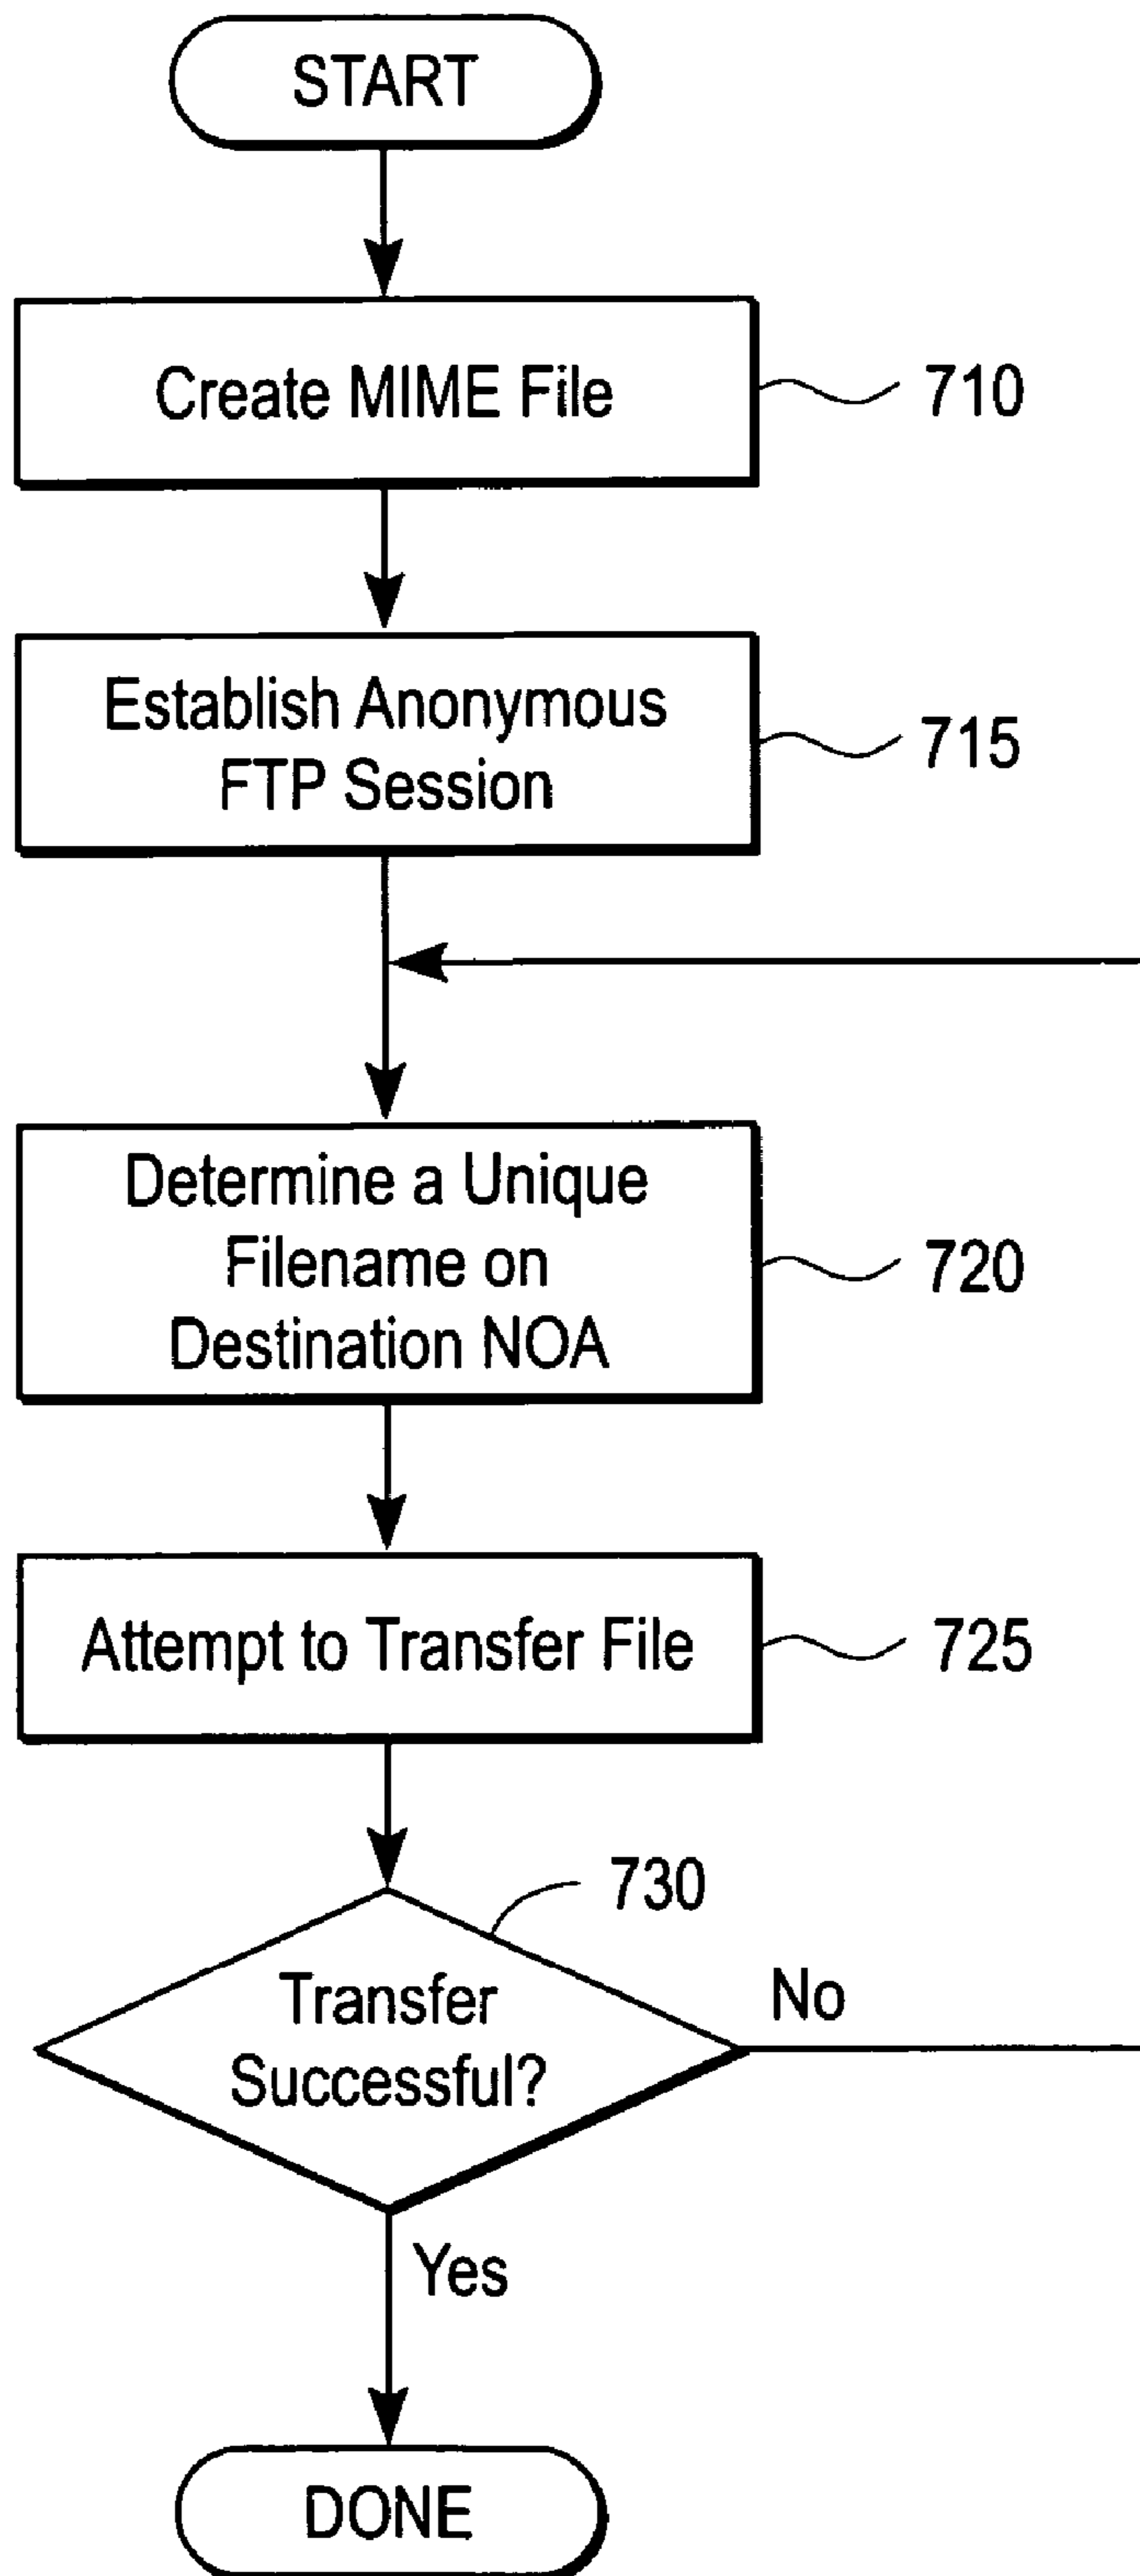 START
Create MIME File
710
Establish Anonymous
FTP Session
715
Determine a Unique
Filename on
Destination NOA
720
Attempt to Transfer File
725
730
Transfer
Successful?
No
Yes
DONE